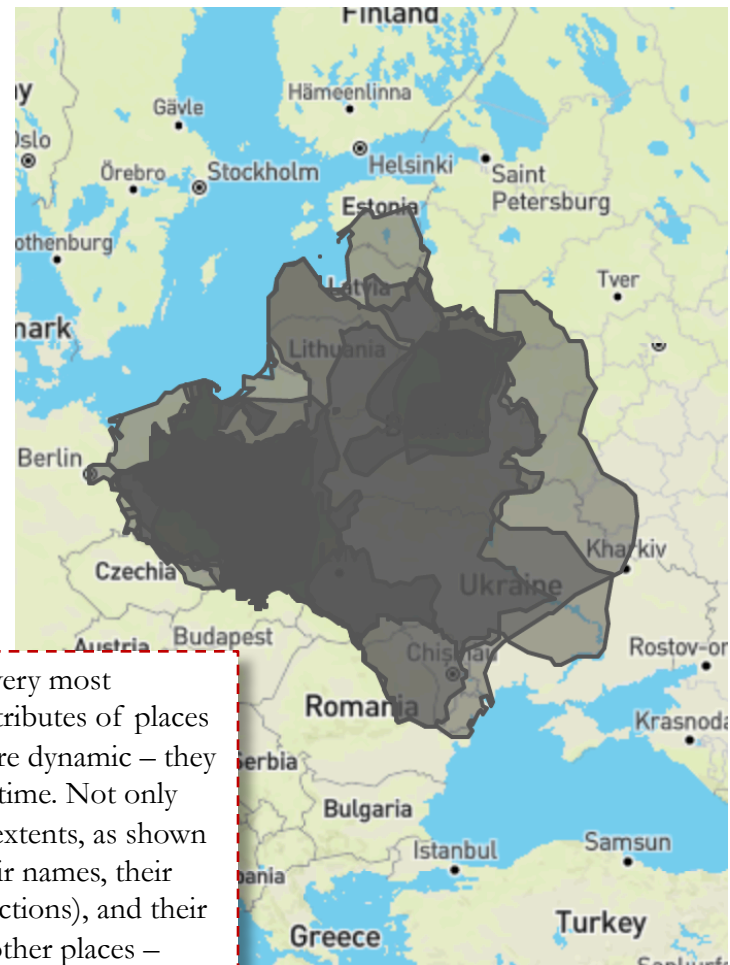 Finland
Hämeenlinna
Gävle
Oslo
Örebro
Stockholm
Helsinki
Saint
Petersburg
Estonia
othenburg
Tver
Latvia
mark
Lithuania
Berlin
Kharkiv
Czechia
Ukraine
Austria
Budapest
Chișinău
Rostov-on
Romania
Krasnoda
very most
tributes of places
re dynamic – they
time. Not only
extents, as shown
ir names, their
ctions), and their
other places –
Serbia
Bulgaria
Istanbul
Samsun
bania
Greece
Turkey